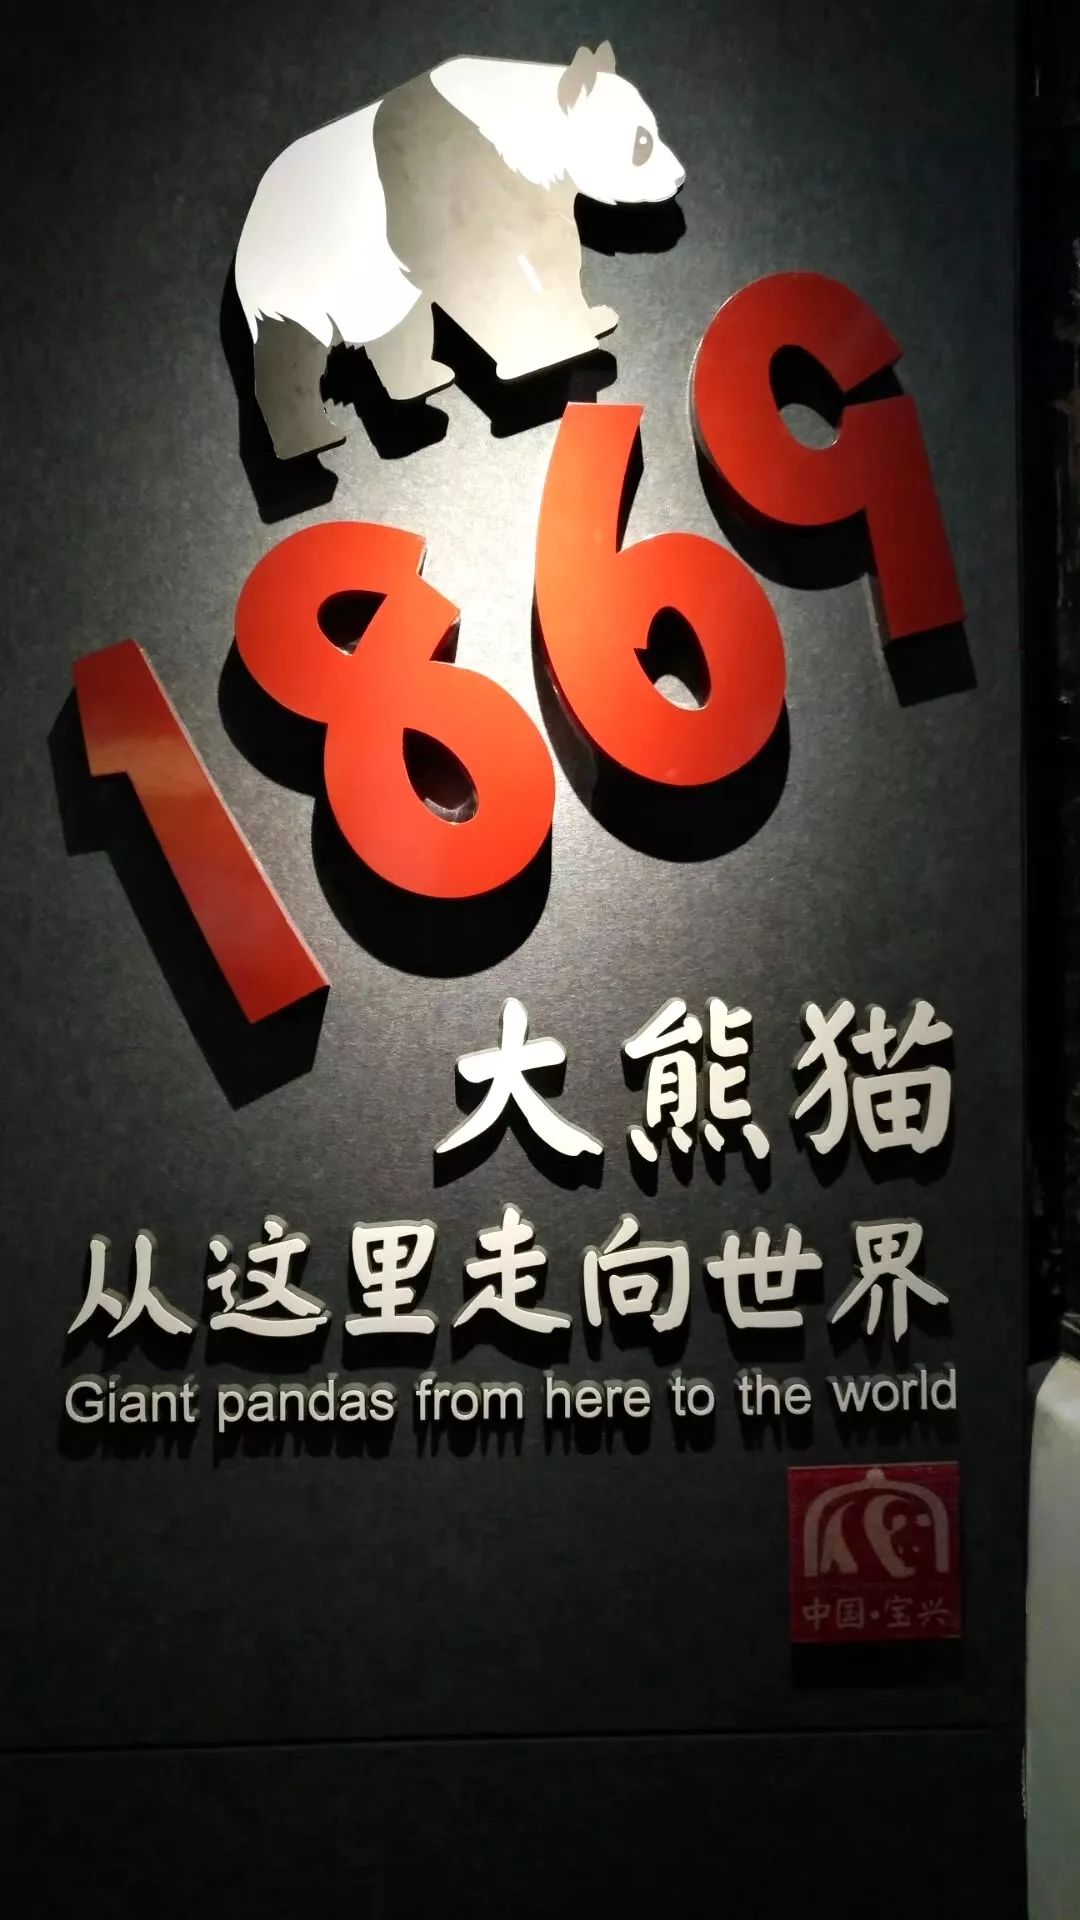 1869
大熊猫
从这里走向世界
Giant pandas from here to the world
中国·宝兴